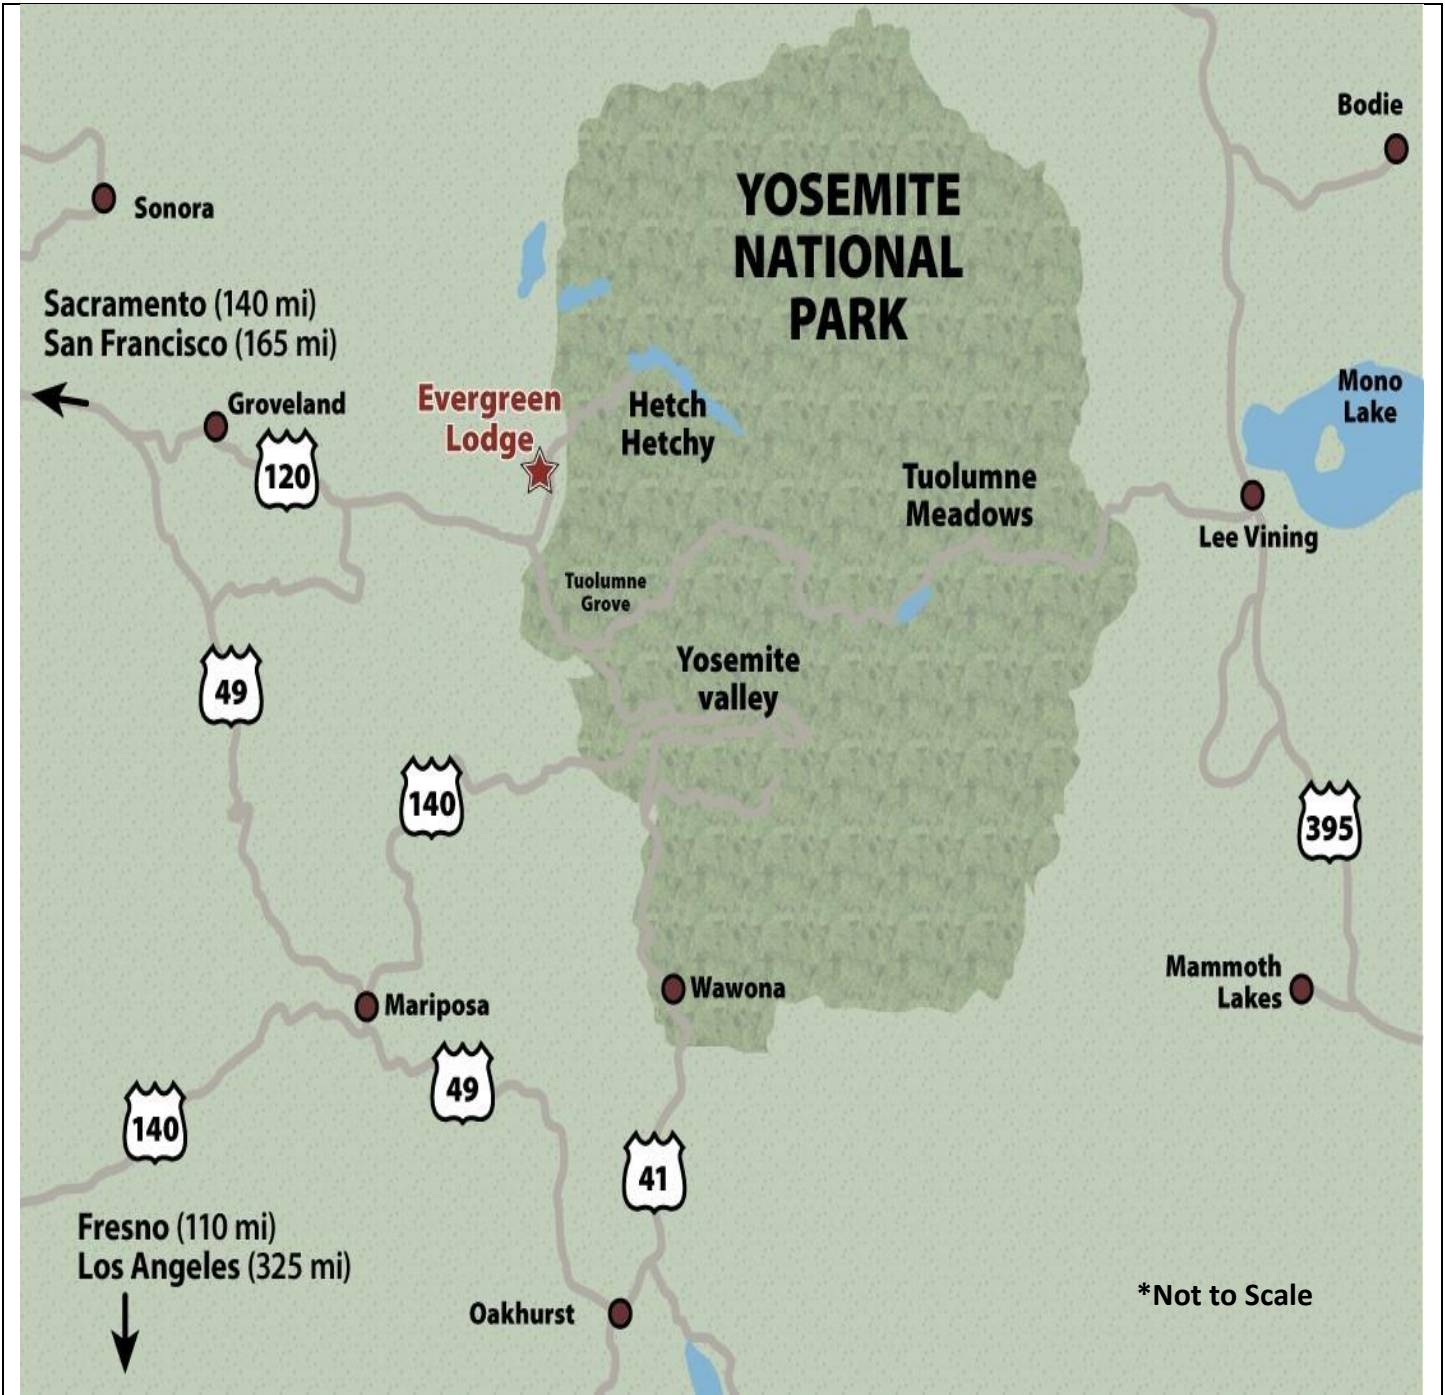 Bodie
YOSEMITE
NATIONAL
PARK
Sonora
Sacramento (140 mi)
San Francisco (165 mi)
Mono
Lake
Groveland
Evergreen
Lodge
Hetch
Hetchy
120
Tuolumne
Meadows
Lee Vining
Tuolumne
Grove
Yosemite
valley
49
140
395
Mammoth
Lakes
Wawona
Mariposa
49
140
41
Fresno (110 mi)
Los Angeles (325 mi)
*Not to Scale
Oakhurst